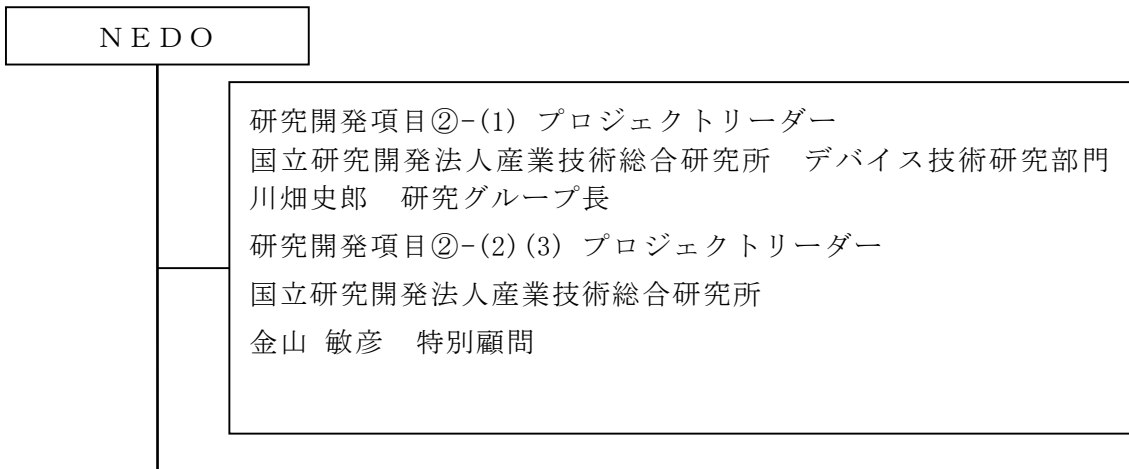 ＮＥＤＯ
研究開発項目②-(1) プロジェクトリーダー
国立研究開発法人産業技術総合研究所　デバイス技術研究部門
川畑史郎　研究グループ長
研究開発項目②-(2)(3) プロジェクトリーダー
国立研究開発法人産業技術総合研究所
金山 敏彦　特別顧問